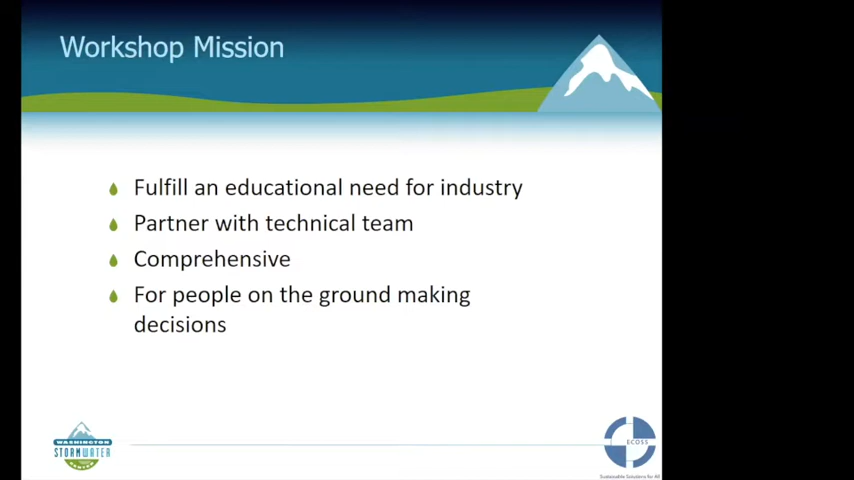 Workshop Mission
Fulfill an educational need for industry
Partner with technical team
Comprehensive
For people on the ground making
decisions
WASHINGTON
STORMWATER
CENTER
ECOSS
Sustainable Solutions for All